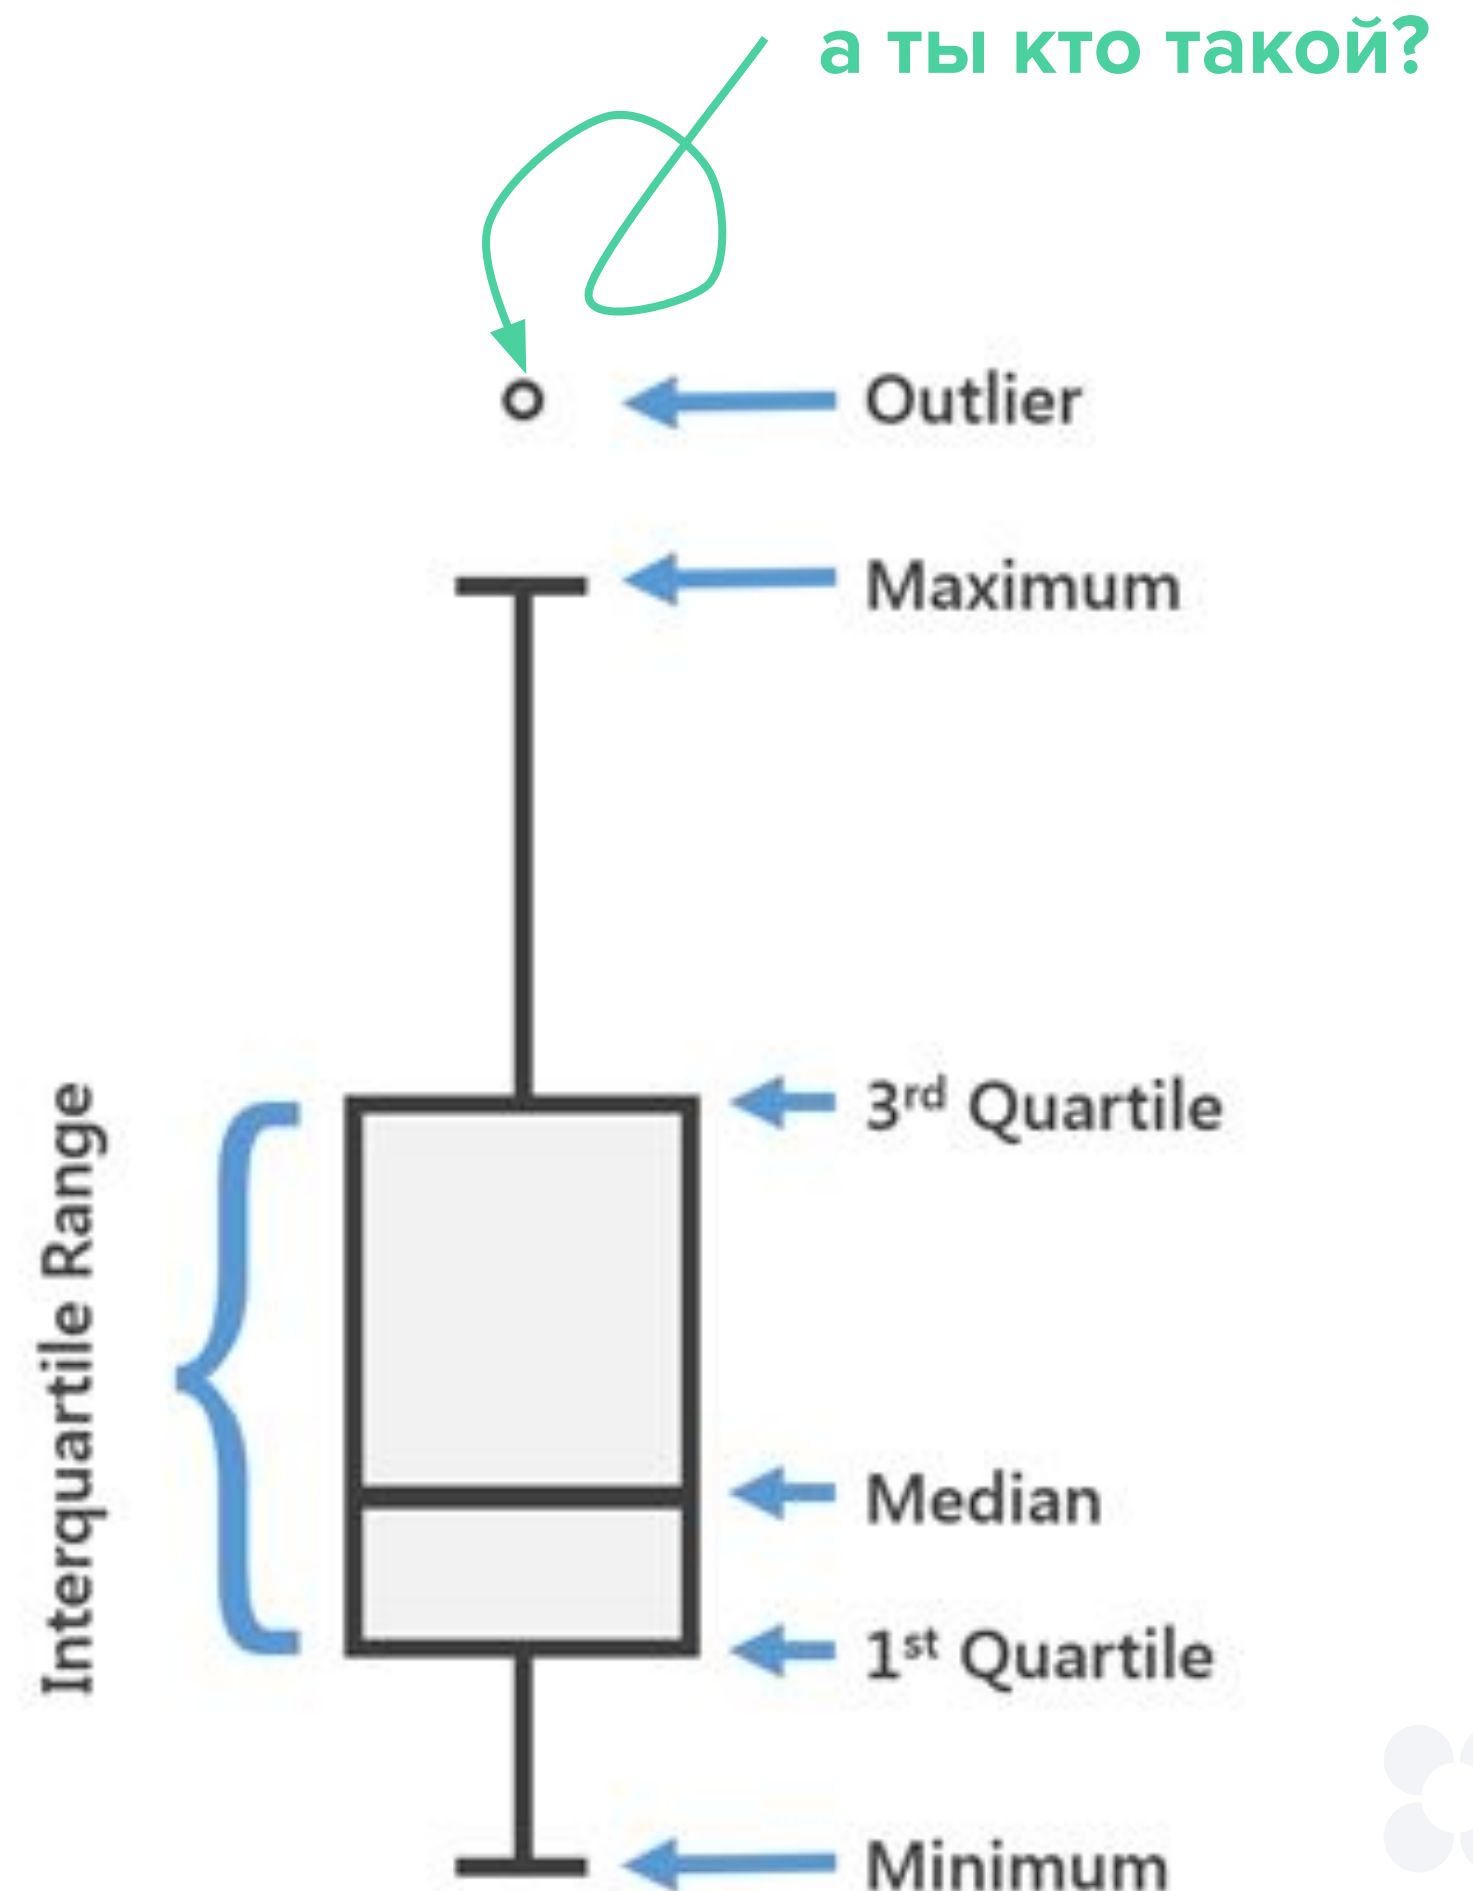 а ты кто такой?
Outlier
Maximum
3rd Quartile
Interquartile Range
Median
1st Quartile
Minimum